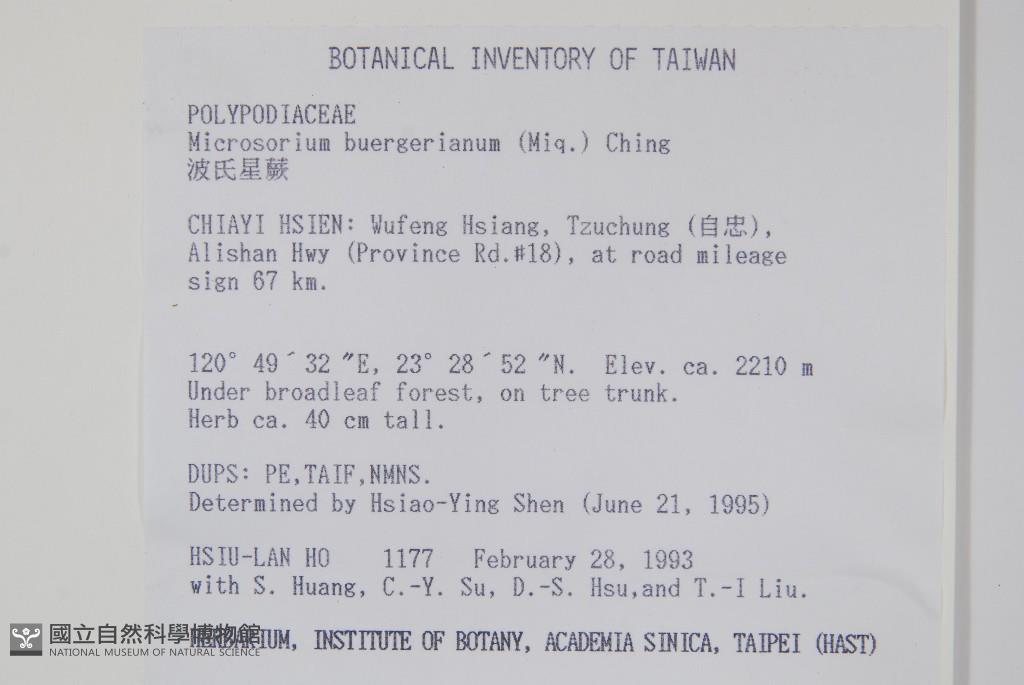 BOTANICAL INVENTORY OF TAIWAN
POLYPODIACEAE
Microsorium buergerianum (Miq.) Ching
波氏星蕨
CHIAYI HSIEN: Wufeng Hsiang, Tzuchung (自忠),
Alishan Hwy (Province Rd.#18), at road mileage
sign 67 km.
120° 49´32 ″E, 23° 28´52 ″N. Elev. ca. 2210 m
Under broadleaf forest, on tree trunk.
Herb ca. 40 cm tall.
DUPS: PE,TAIF,NMNS.
Determined by Hsiao-Ying Shen (June 21, 1995)
HSIU-LAN HO 1177 February 28, 1993
with S. Huang, C.-Y. Su, D.-S. Hsu,and T.-I Liu.
HERBARIUM, INSTITUTE OF BOTANY, ACADEMIA SINICA, TAIPEI (HAST)
國立自然科學博物館
NATIONAL MUSEUM OF NATURAL SCIENCE